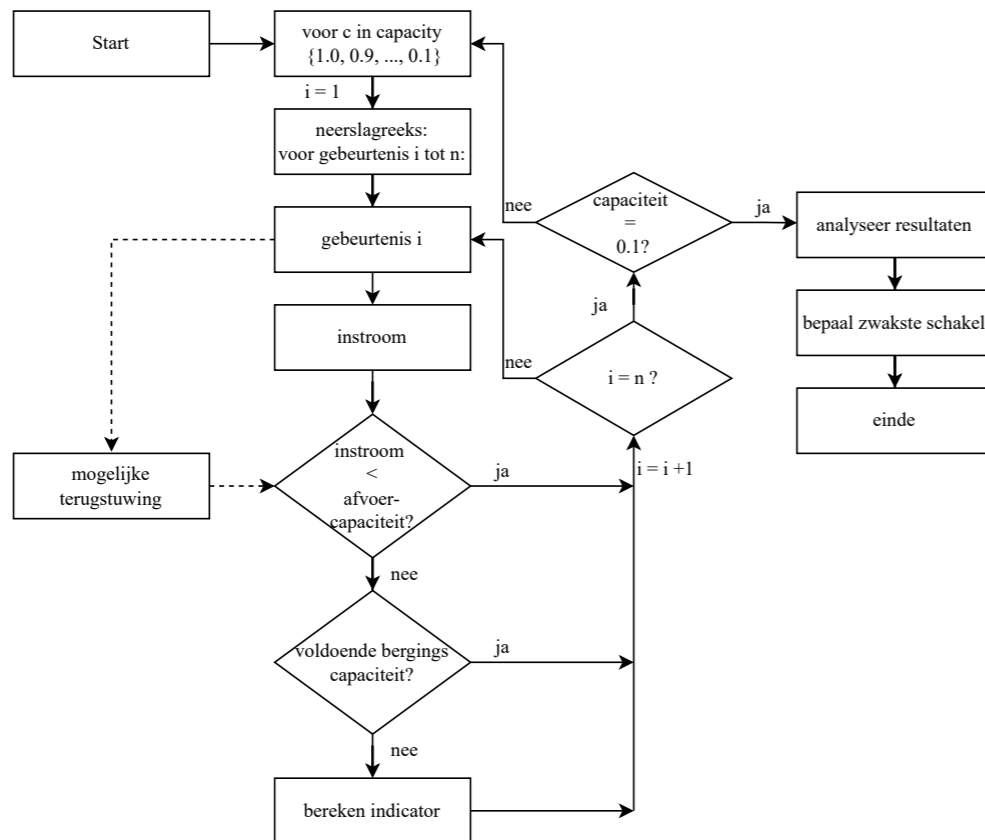 Start
voor c in capacity
{1.0, 0.9, ..., 0.1}
i = 1
neerslagreeks:
voor gebeurtenis i tot n:
gebeurtenis i
instroom
instroom
<
afvoer-
capaciteit?
ja
nee
mogelijke
terugstuwing
voldoende bergings
capaciteit?
ja
nee
bereken indicator
i = i +1
i = n ?
nee
ja
capaciteit
=
0.1?
nee
ja
analyseer resultaten
bepaal zwakste schakel
einde